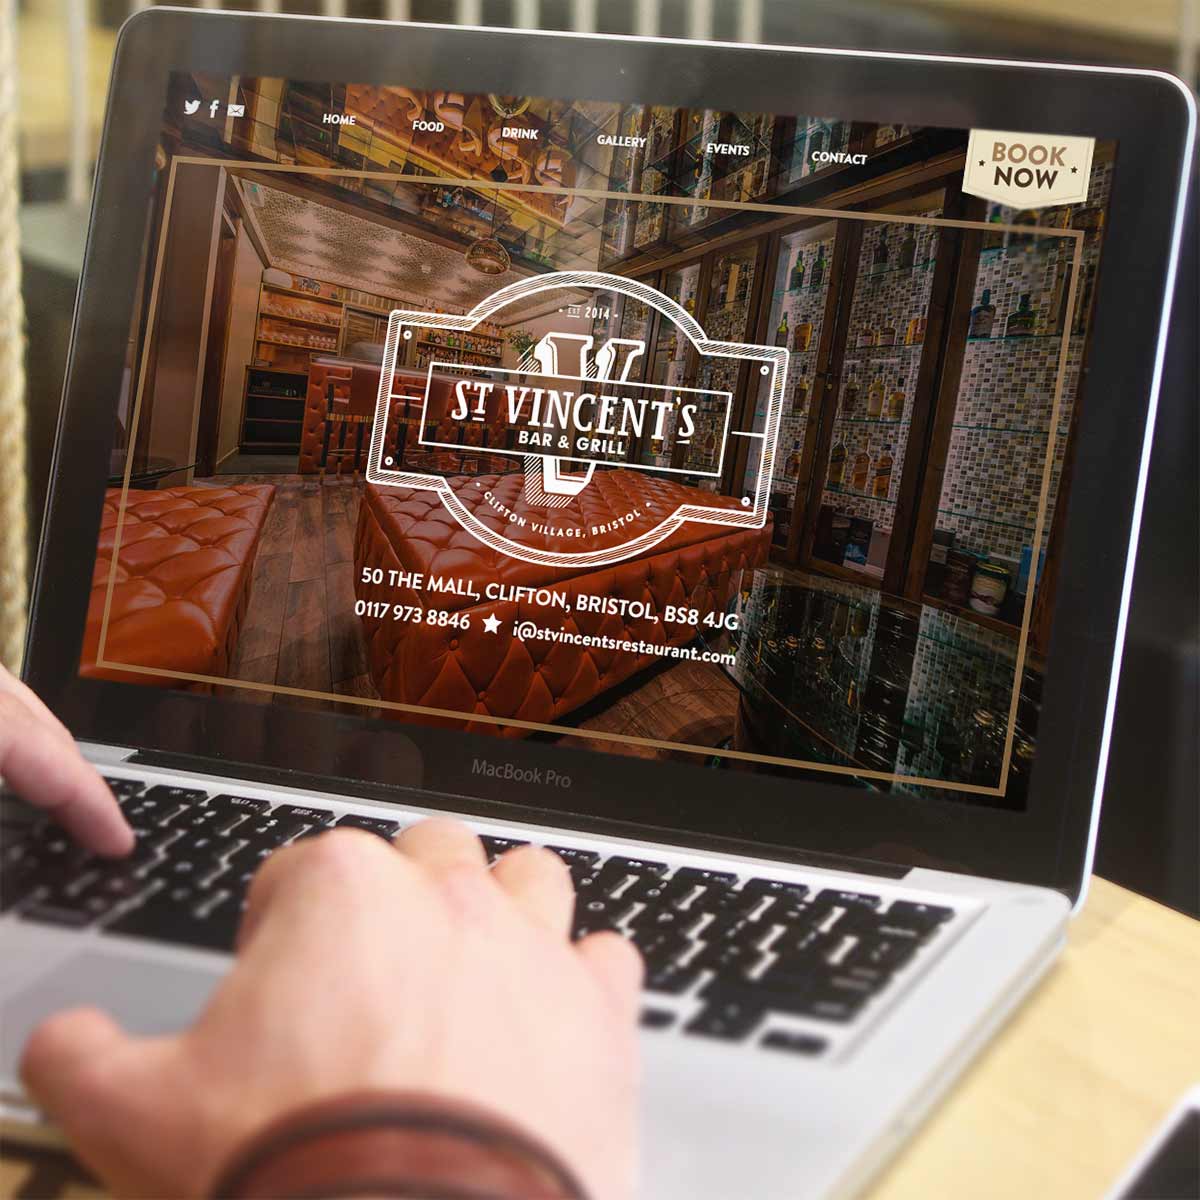 HOME
FOOD
DRINK
GALLERY
EVENTS
CONTACT
BOOK
NOW
EST 2014
V
ST VINCENT'S
BAR & GRILL
CLIFTON VILLAGE, BRISTOL
50 THE MALL, CLIFTON, BRISTOL, BS8 4JG
0117 973 8846 ★ i@stvincentsrestaurant.com
MacBook Pro